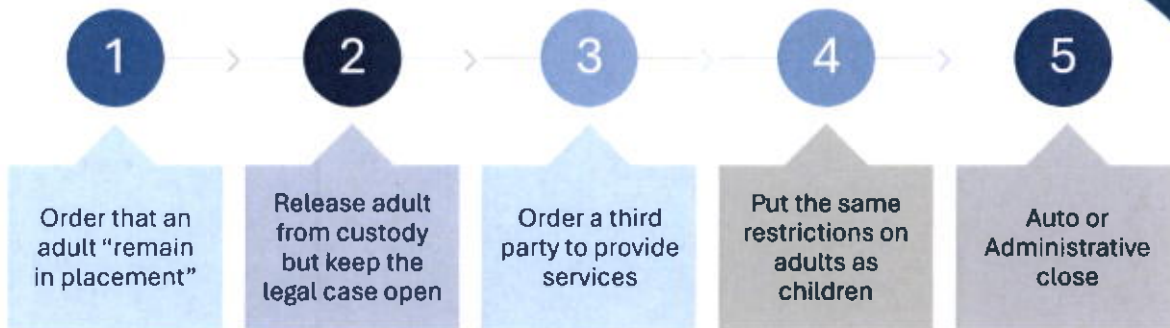 1
2
3
4
5
Order that an
adult “remain
in placement”
Release adult
from custody
but keep the
legal case open
Order a third
party to provide
services
Put the same
restrictions on
adults as
children
Auto or
Administrative
close